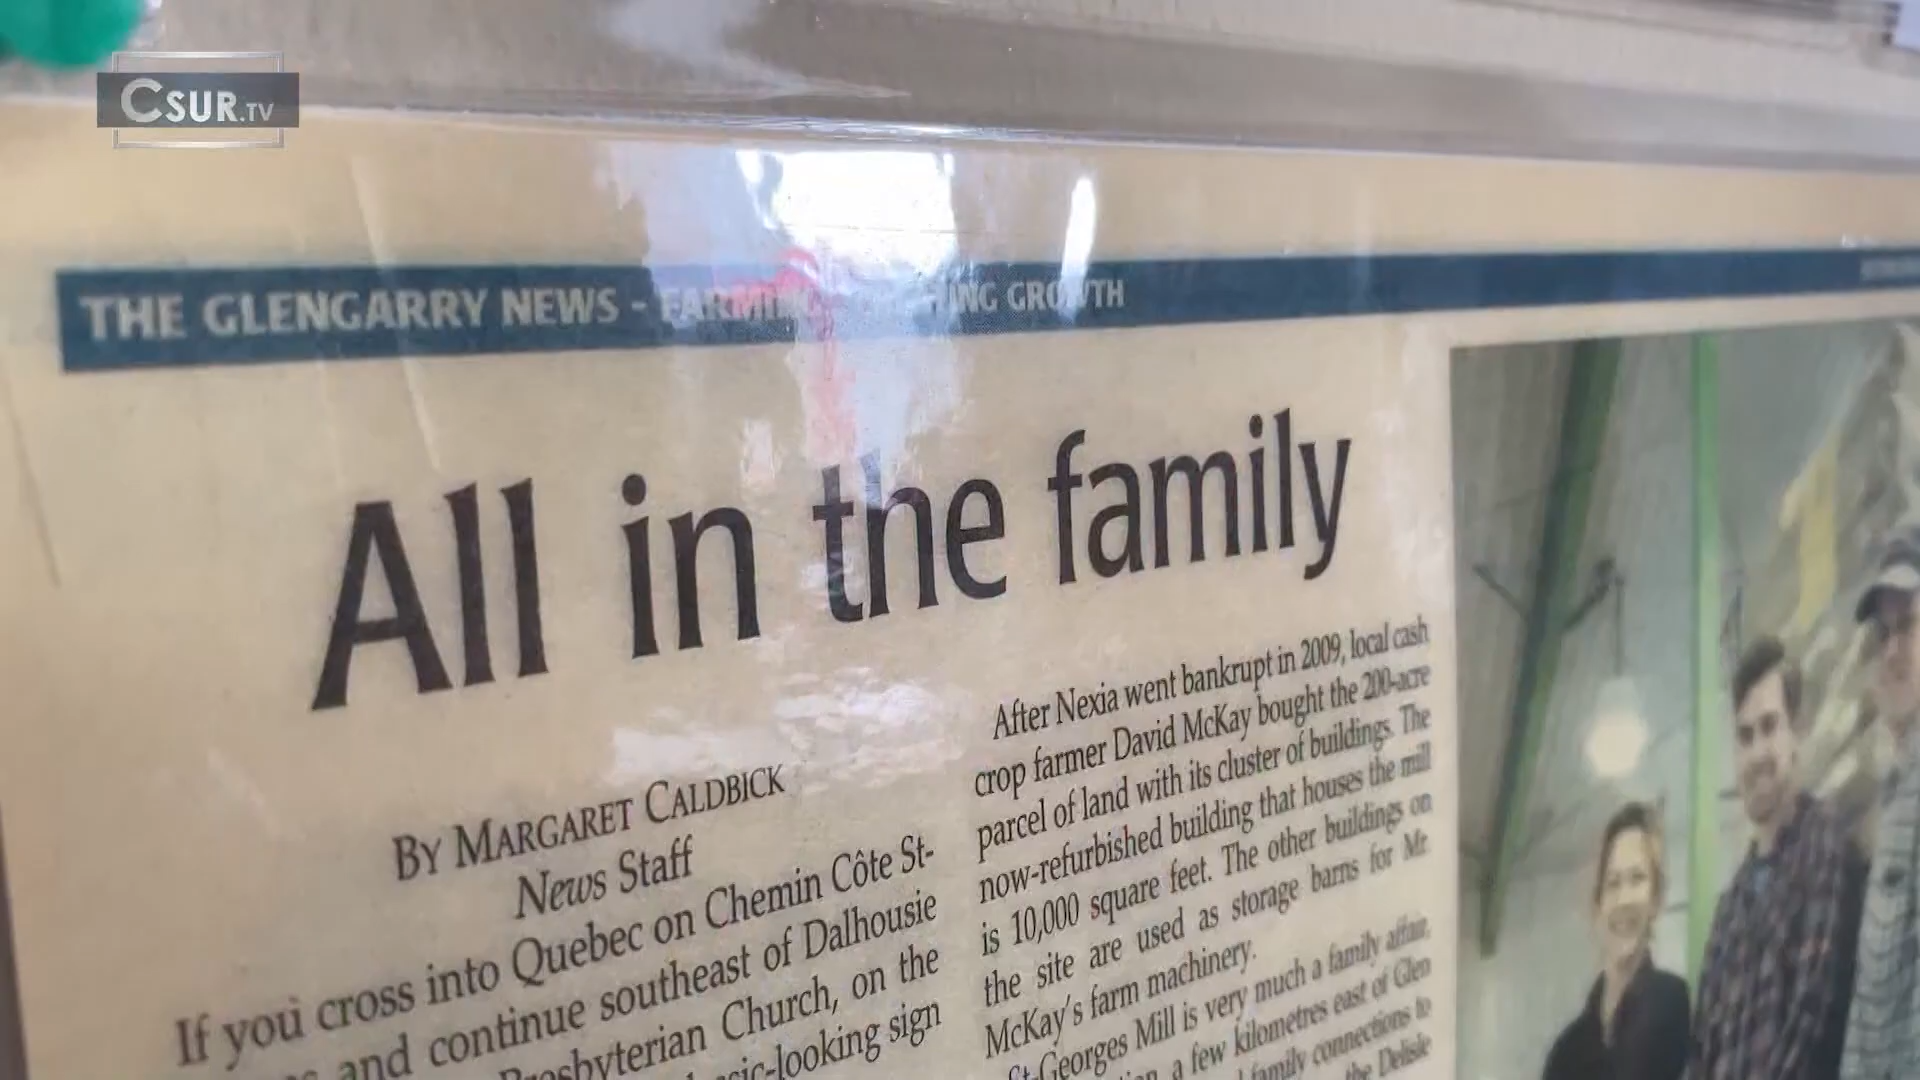 CSUR.TV
THE GLENGARRY NEWS - FARMING GROWTH
All in the family
BY MARGARET CALDBICK
News Staff
If you cross into Quebec on Chemin Côte St-
and continue southeast of Dalhousie
Presbyterian Church, on the
looking sign
After Nexia went bankrupt in 2009, local cash
crop farmer David McKay bought the 200-acre
parcel of land with its cluster of buildings. The
now-refurbished building that houses the mill
is 10,000 square feet. The other buildings on
the site are used as storage barns for Mr.
McKay's farm machinery.
St-Georges Mill is very much a family affair.
a few kilometres east of Glen
family connections to
the Delisle